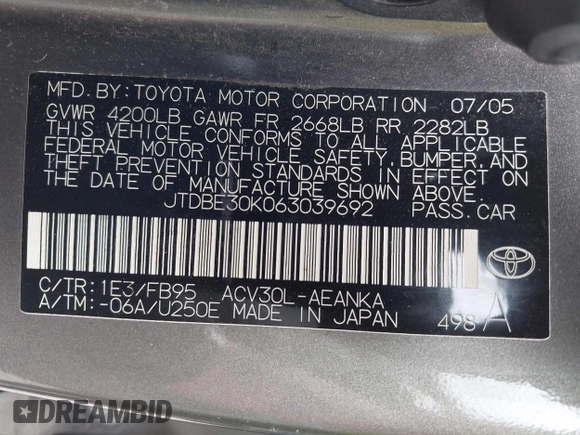 MFD. BY: TOYOTA MOTOR CORPORATION 07/05
GVWR 4200LB GAWR FR 2668LB RR 2282LB
THIS VEHICLE CONFORMS TO ALL APPLICABLE
FEDERAL MOTOR VEHICLE SAFETY, BUMPER, AND
THEFT PREVENTION STANDARDS IN EFFECT ON
THE DATE OF MANUFACTURE SHOWN ABOVE.
JTDBE30K063039692 PASS. CAR
C/TR: 1E3/FB95 ACV30L-AEANKA
A/TM: -06A/U250E MADE IN JAPAN 498 A
TOYOTA
DREAMBID